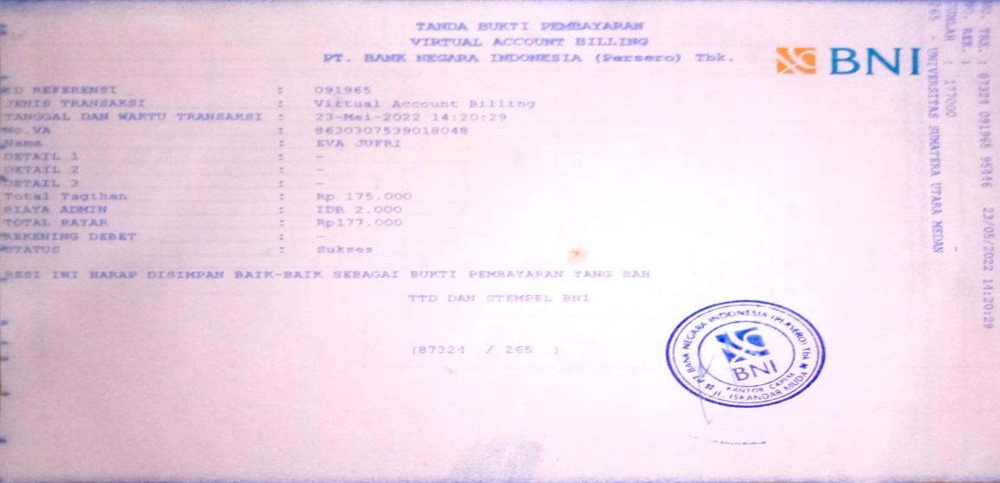 TANDA BUKTI PEMBAYARAN
VIRTUAL ACCOUNT BILLING
PT. BANK NEGARA INDONESIA (Persero) Tbk.
BNI
KD REFERENSI : 091965
JENIS TRANSAKSI : Virtual Account Billing
TANGGAL DAN WAKTU TRANSAKSI : 23-Mei-2022 14:20:29
No.VA : 8630307539018048
Nama : EVA JUFRI
DETAIL 1 : -
DETAIL 2 : -
DETAIL 3 : -
Total Tagihan : Rp 175.000
BIAYA ADMIN : IDR 2.000
TOTAL BAYAR : Rp177.000
REKENING DEBET : -
STATUS : Sukses
RESI INI HARAP DISIMPAN BAIK-BAIK SEBAGAI BUKTI PEMBAYARAN YANG SAH
TTD DAN STEMPEL BNI
(87324 / 265 )
PT BANK NEGARA INDONESIA (PERSERO) Tbk
BNI
KANTOR CAPEM
JL. ISKANDAR MUDA
NO. TRX. : 87324 091965 95446 23/05/2022 14:20:29
NO. REK. :
JUMLAH : 177000 -
265 - UNIVERSITAS SUMATERA UTARA MEDAN